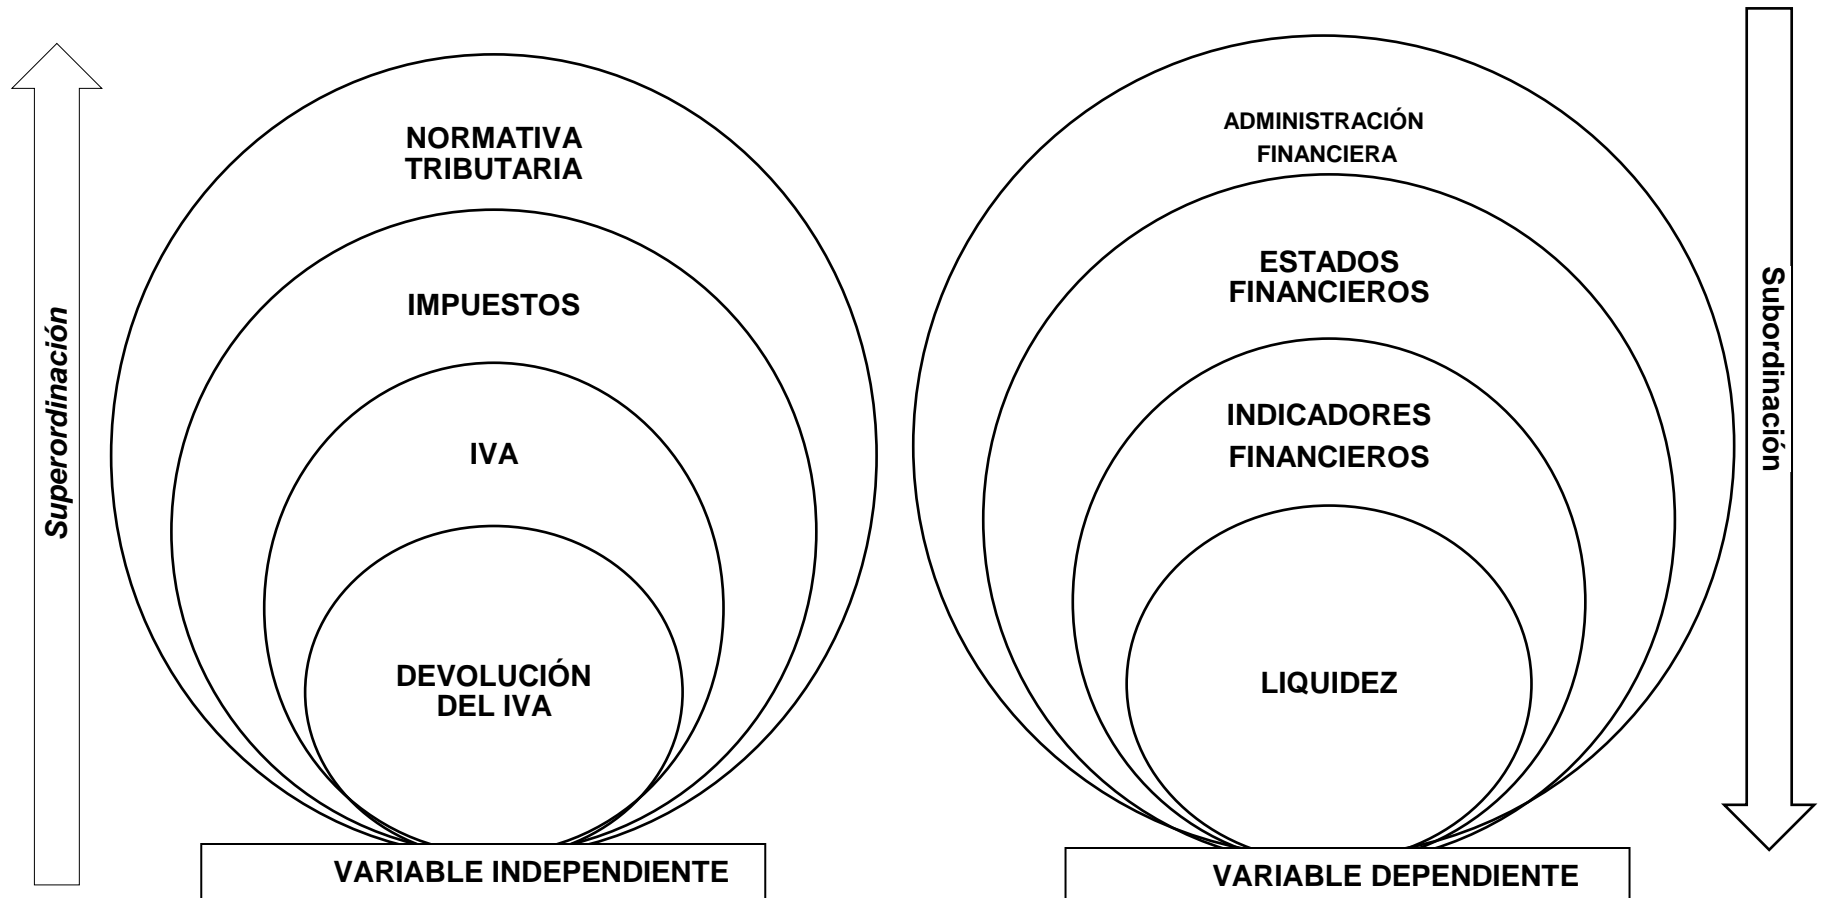 Superordinación
NORMATIVA
TRIBUTARIA
IMPUESTOS
IVA
DEVOLUCIÓN
DEL IVA
VARIABLE INDEPENDIENTE
ADMINISTRACIÓN
FINANCIERA
ESTADOS
FINANCIEROS
INDICADORES
FINANCIEROS
LIQUIDEZ
VARIABLE DEPENDIENTE
Subordinación